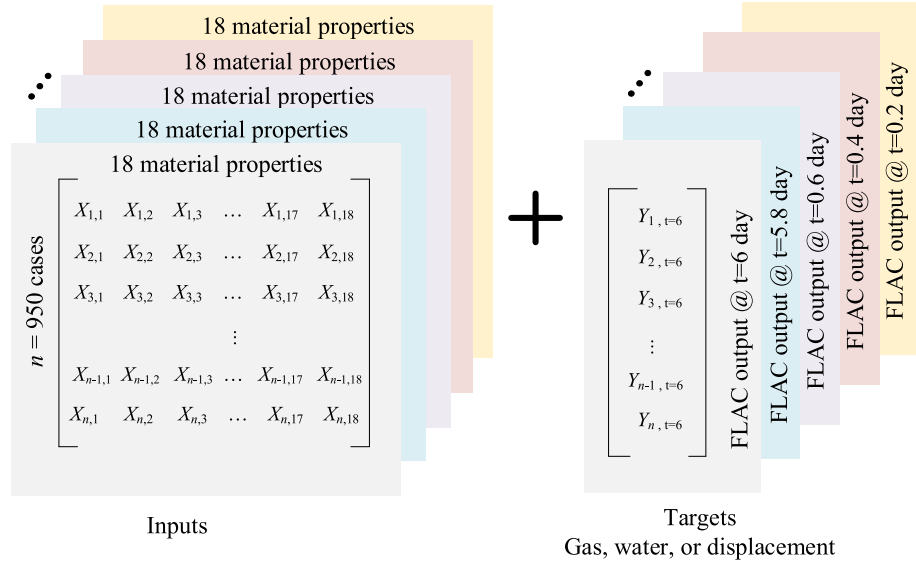 18 material properties
18 material properties
18 material properties
18 material properties
18 material properties
n = 950 cases
X1,1 X1,2 X1,3 … X1,17 X1,18
X2,1 X2,2 X2,3 … X2,17 X2,18
X3,1 X3,2 X3,3 … X3,17 X3,18
⋮
Xn-1,1 Xn-1,2 Xn-1,3 … Xn-1,17 Xn-1,18
Xn,1 Xn,2 Xn,3 … Xn,17 Xn,18
Inputs
+
Y1 , t=6
Y2 , t=6
Y3 , t=6
⋮
Yn-1 , t=6
Yn , t=6
FLAC output @ t=6 day
FLAC output @ t=5.8 day
FLAC output @ t=0.6 day
FLAC output @ t=0.4 day
FLAC output @ t=0.2 day
Targets
Gas, water, or displacement